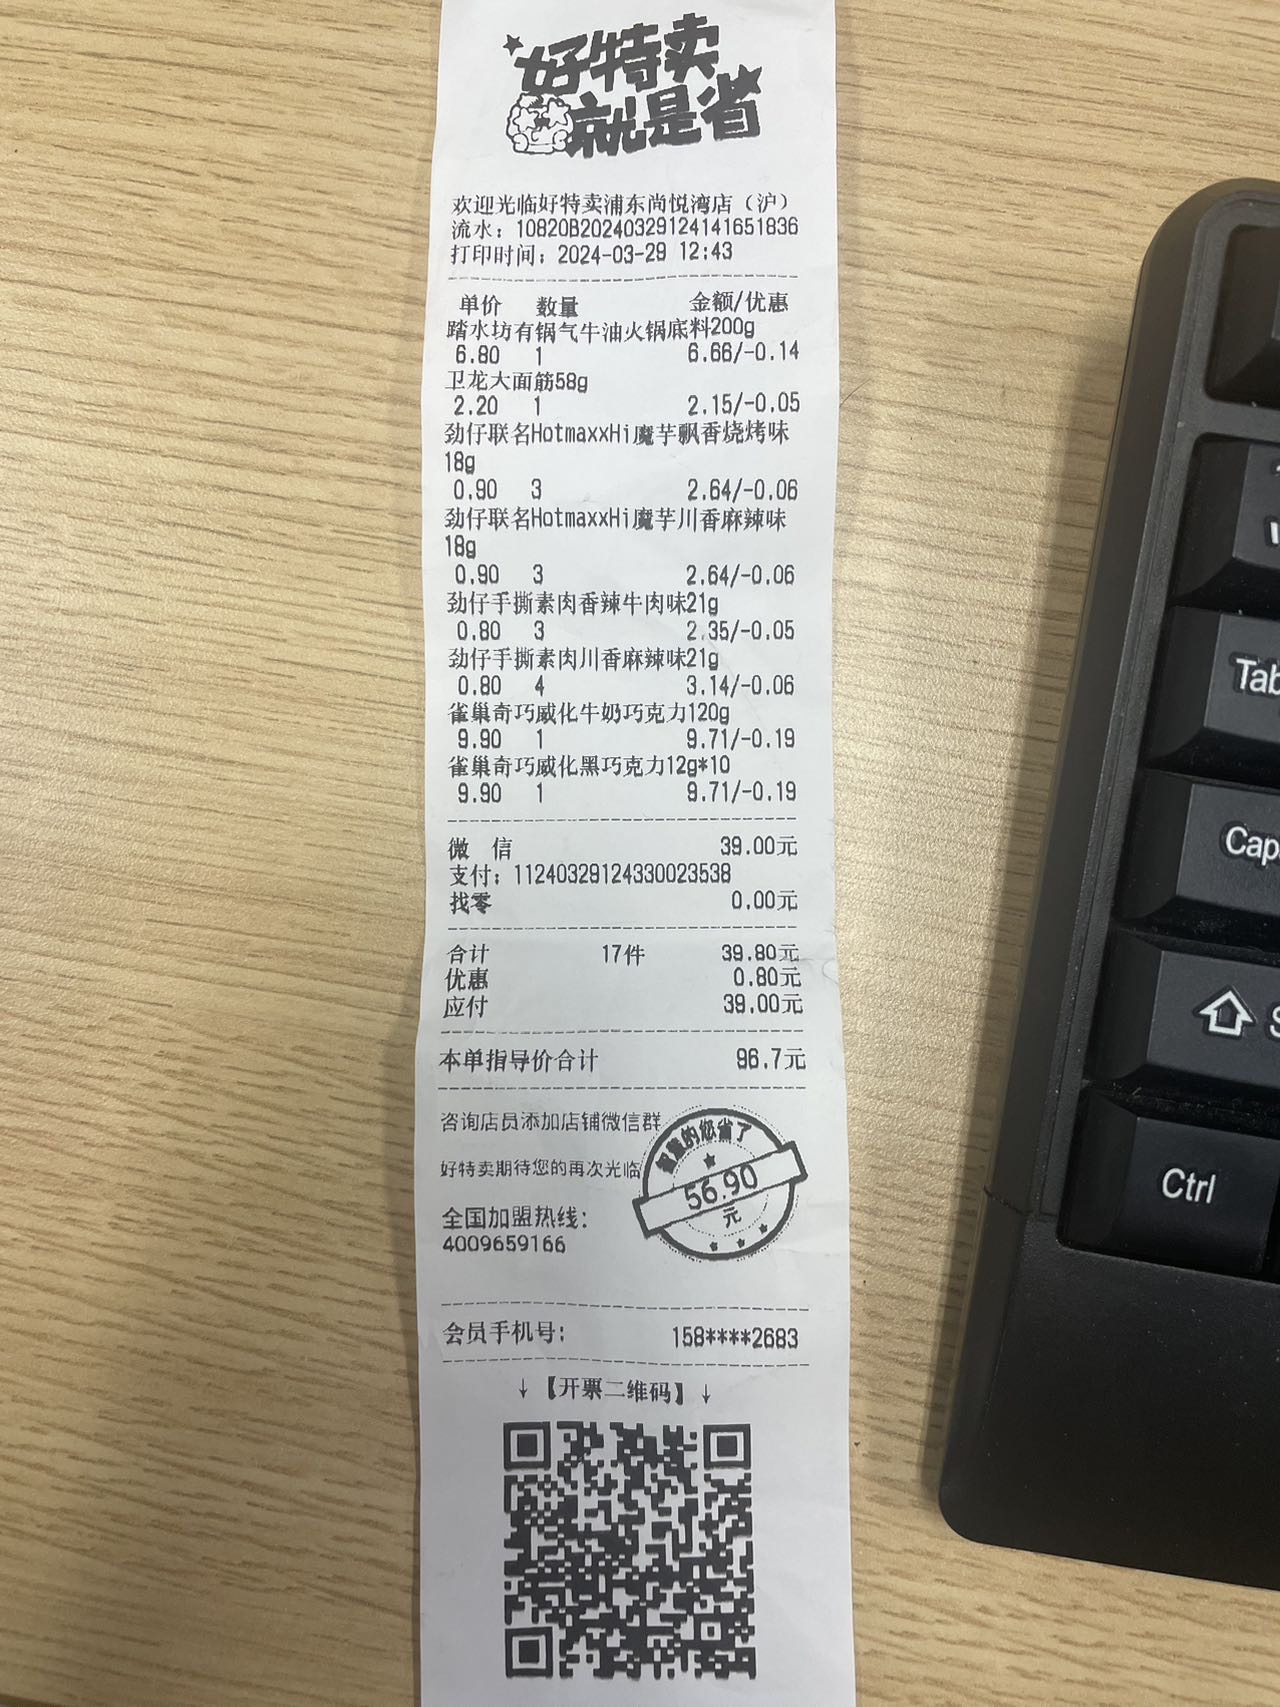 好特卖
就是省
欢迎光临好特卖浦东尚悦湾店（沪）
流水：10820B20240329124141651836
打印时间：2024-03-29 12:43
单价 数量 金额/优惠
踏水坊有锅气牛油火锅底料200g
6.80 1 6.66/-0.14
卫龙大面筋58g
2.20 1 2.15/-0.05
劲仔联名HotmaxxHi魔芋飘香烧烤味
18g
0.90 3 2.64/-0.06
劲仔联名HotmaxxHi魔芋川香麻辣味
18g
0.90 3 2.64/-0.06
劲仔手撕素肉香辣牛肉味21g
0.80 3 2.35/-0.05
劲仔手撕素肉川香麻辣味21g
0.80 4 3.14/-0.06
雀巢奇巧威化牛奶巧克力120g
9.90 1 9.71/-0.19
雀巢奇巧威化黑巧克力12g*10
9.90 1 9.71/-0.19
微 信 39.00元
支付：112403291243300​23538
找零 0.00元
合计 17件 39.80元
优惠 0.80元
应付 39.00元
本单指导价合计 96.7元
咨询店员添加店铺微信群
好特卖期待您的再次光临
的您省了
56.90
元
全国加盟热线：
4009659166
会员手机号： 158****2683
↓【开票二维码】↓
Tab
Cap
Ctrl